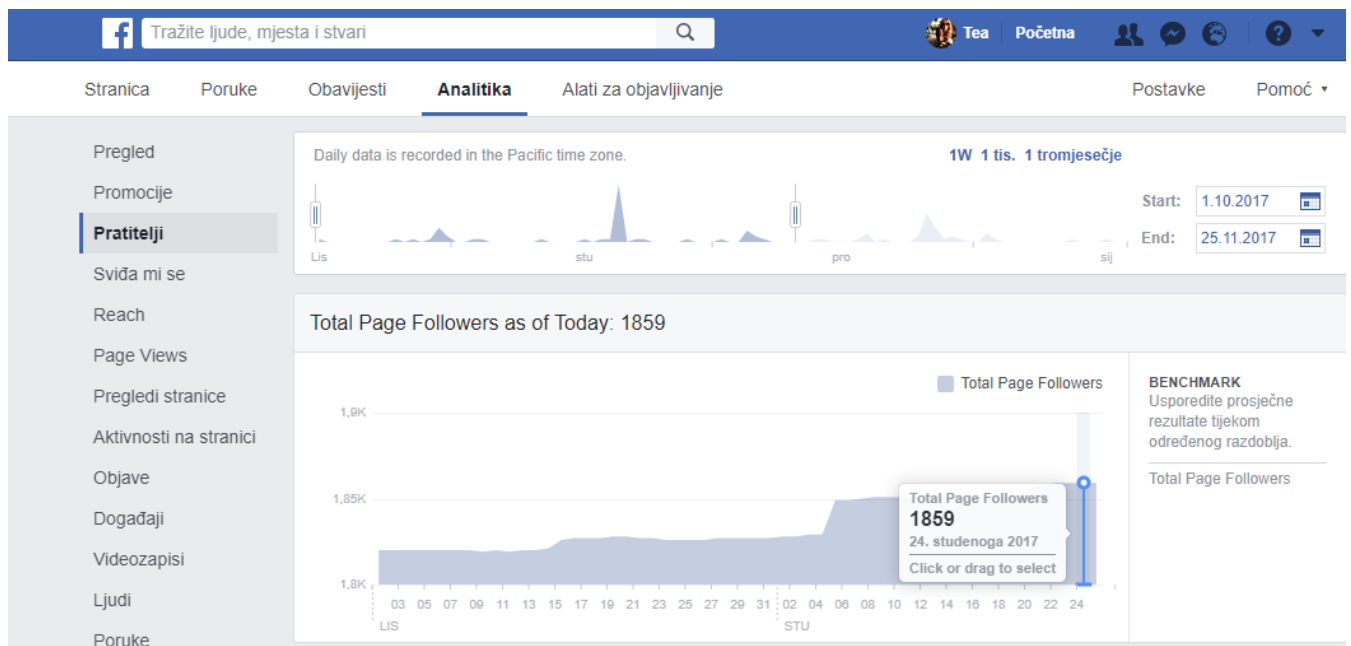 f
Tražite ljude, mjesta i stvari
Tea
Početna
?
Stranica
Poruke
Obavijesti
Analitika
Alati za objavljivanje
Postavke
Pomoć
Pregled
Promocije
Pratitelji
Sviđa mi se
Reach
Page Views
Pregledi stranice
Aktivnosti na stranici
Objave
Događaji
Videozapisi
Ljudi
Poruke
Daily data is recorded in the Pacific time zone.
1W 1 tis. 1 tromjesečje
Lis stu pro sij
Start: 1.10.2017
End: 25.11.2017
Total Page Followers as of Today: 1859
Total Page Followers
1,9K
1,85K
1,8K
Total Page Followers
1859
24. studenoga 2017
Click or drag to select
03 05 07 09 11 13 15 17 19 21 23 25 27 29 31 02 04 06 08 10 12 14 16 18 20 22 24
LIS STU
BENCHMARK
Usporedite prosječne
rezultate tijekom
određenog razdoblja.
Total Page Followers